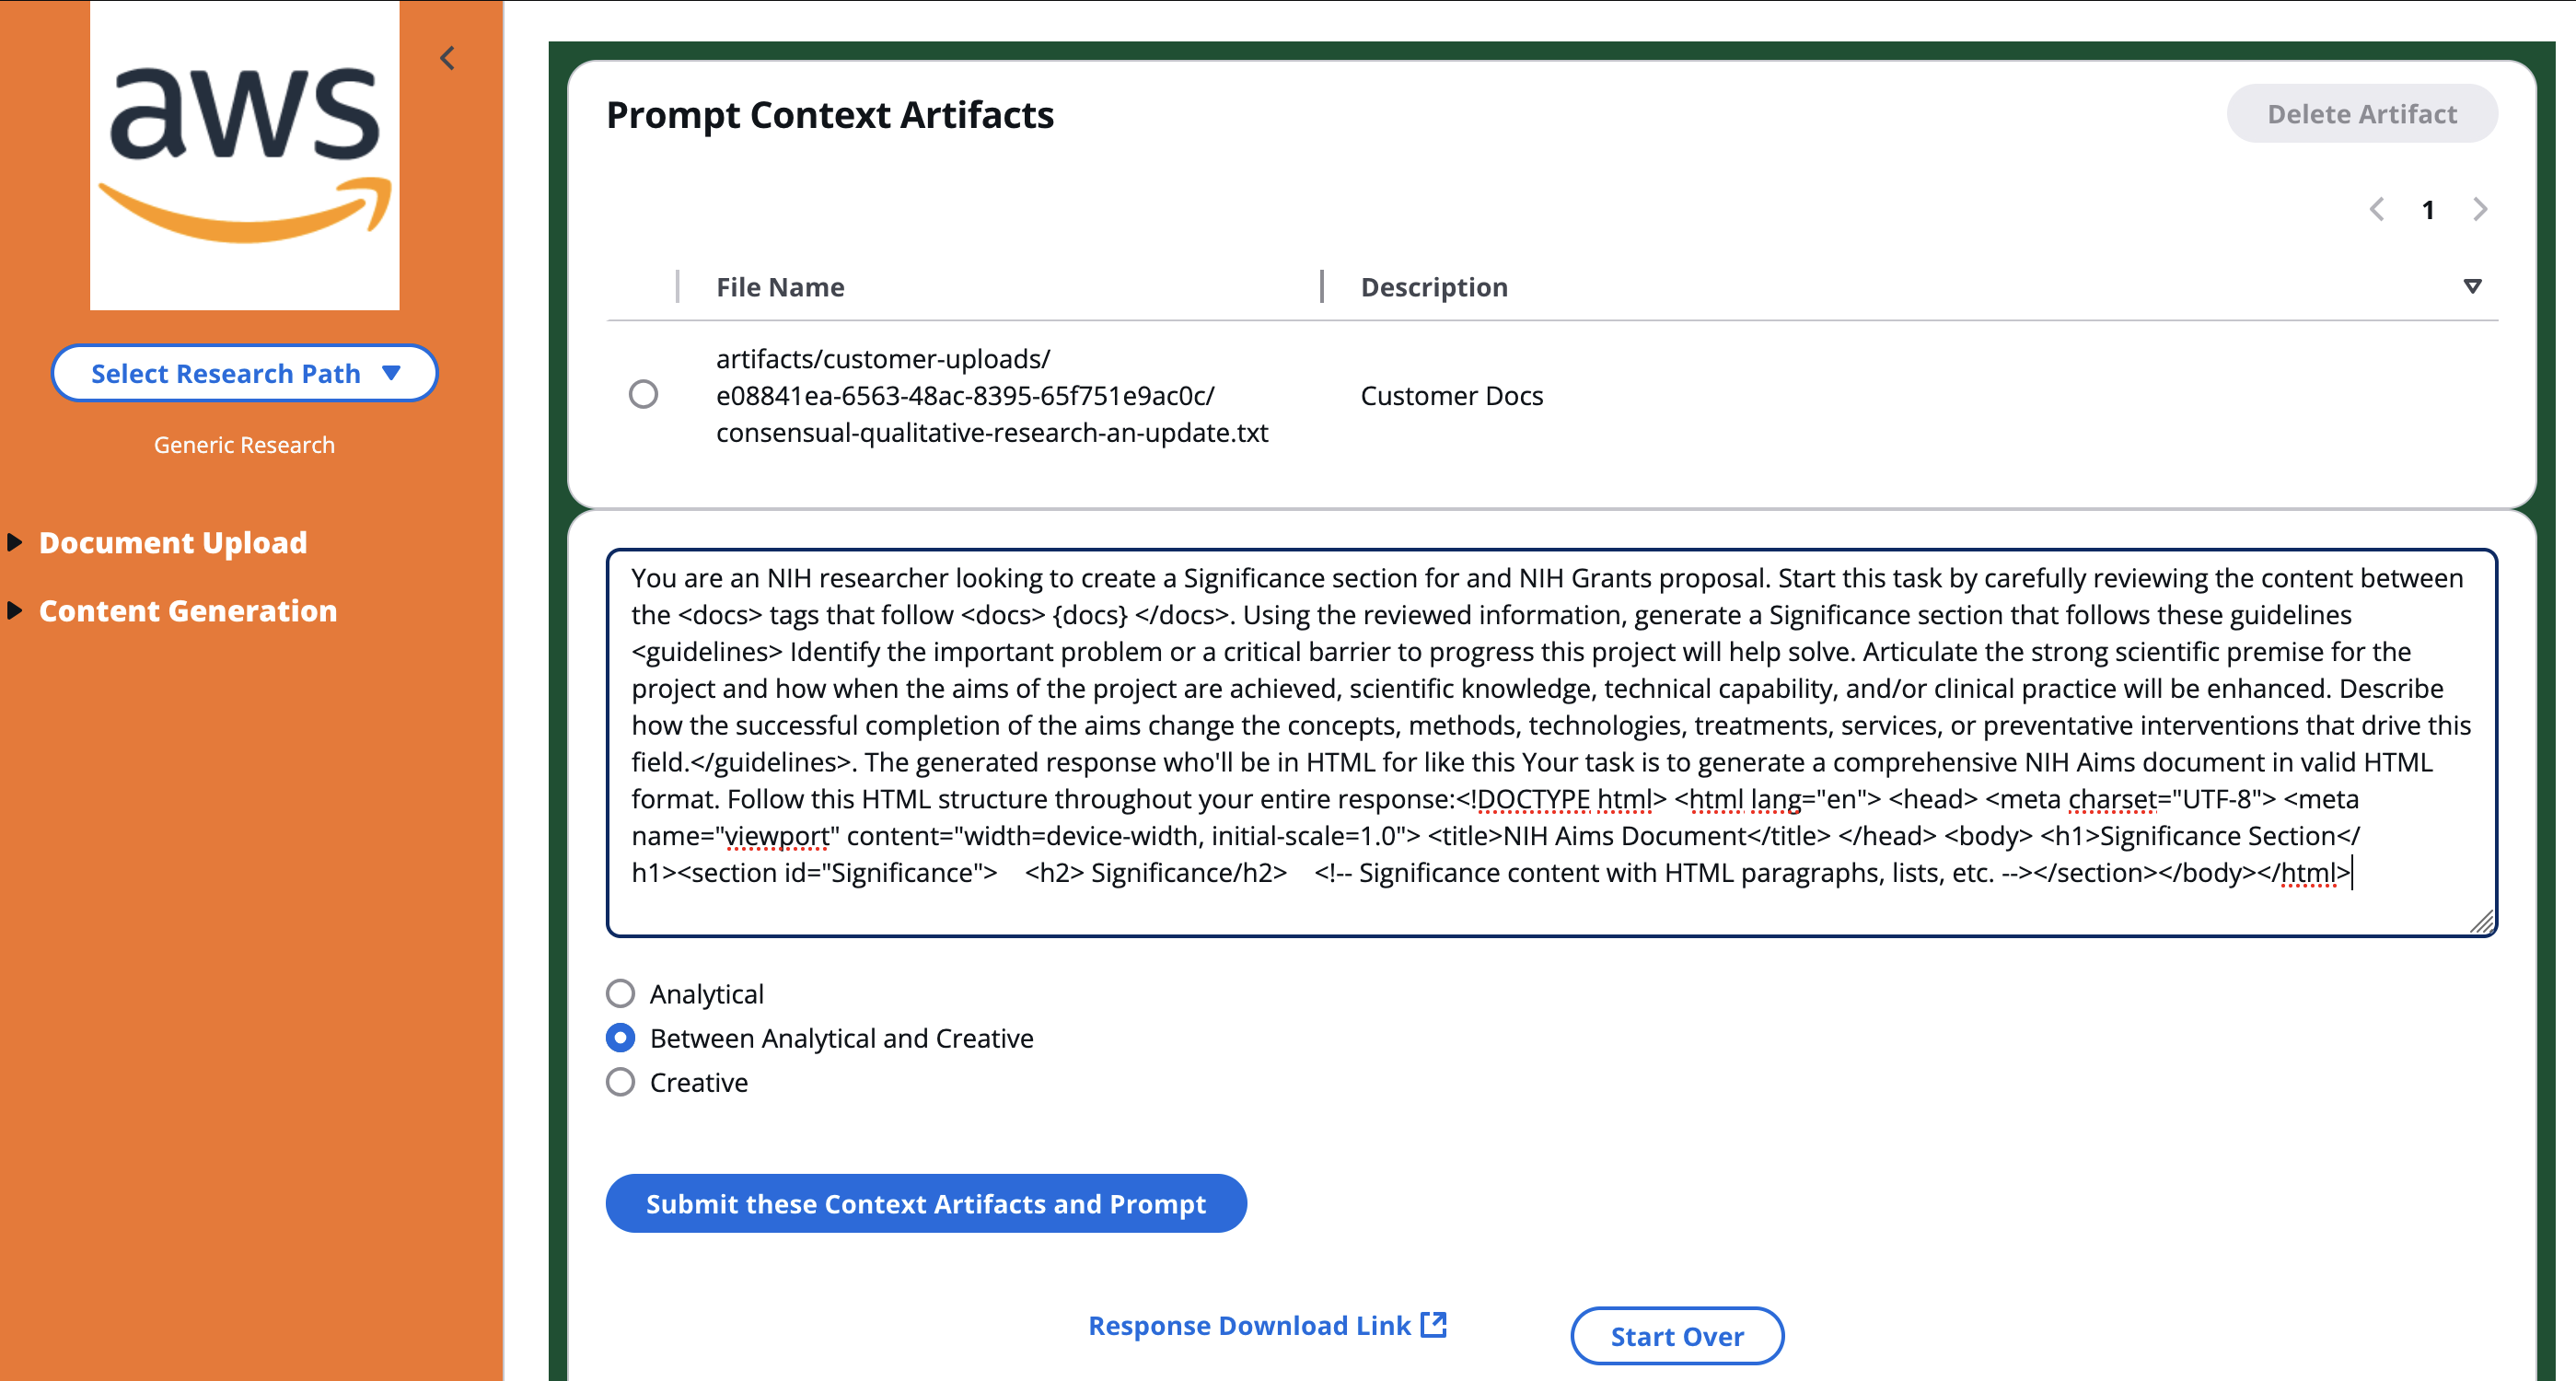 aws
Select Research Path
Generic Research
Document Upload
Content Generation
Prompt Context Artifacts
Delete Artifact
1
File Name
Description
artifacts/customer-uploads/
e08841ea-6563-48ac-8395-65f751e9ac0c/
consensual-qualitative-research-an-update.txt
Customer Docs
You are an NIH researcher looking to create a Significance section for and NIH Grants proposal. Start this task by carefully reviewing the content between
the <docs> tags that follow <docs> {docs} </docs>. Using the reviewed information, generate a Significance section that follows these guidelines
<guidelines> Identify the important problem or a critical barrier to progress this project will help solve. Articulate the strong scientific premise for the
project and how when the aims of the project are achieved, scientific knowledge, technical capability, and/or clinical practice will be enhanced. Describe
how the successful completion of the aims change the concepts, methods, technologies, treatments, services, or preventative interventions that drive this
field.</guidelines>. The generated response who'll be in HTML for like this Your task is to generate a comprehensive NIH Aims document in valid HTML
format. Follow this HTML structure throughout your entire response:<!DOCTYPE html> <html lang="en"> <head> <meta charset="UTF-8"> <meta
name="viewport" content="width=device-width, initial-scale=1.0"> <title>NIH Aims Document</title> </head> <body> <h1>Significance Section</
h1><section id="Significance"> <h2> Significance/h2> <!-- Significance content with HTML paragraphs, lists, etc. --></section></body></html>
Analytical
Between Analytical and Creative
Creative
Submit these Context Artifacts and Prompt
Response Download Link
Start Over